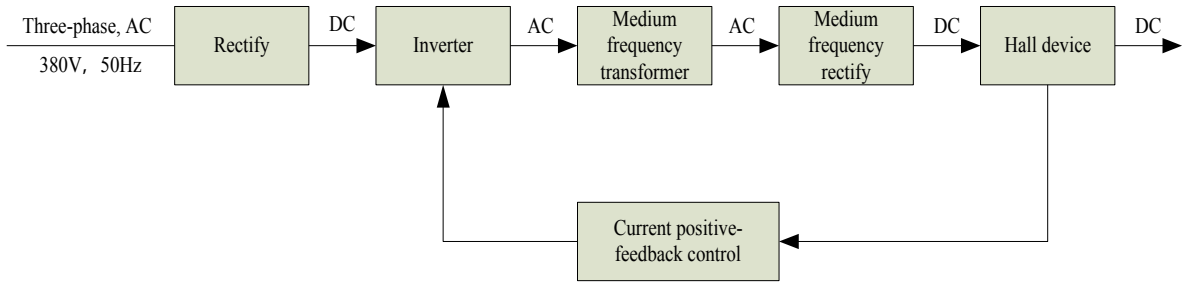 Three-phase, AC
380V, 50Hz
Rectify
DC
Inverter
AC
Medium
frequency
transformer
AC
Medium
frequency
rectify
DC
Hall device
DC
Current positive-
feedback control